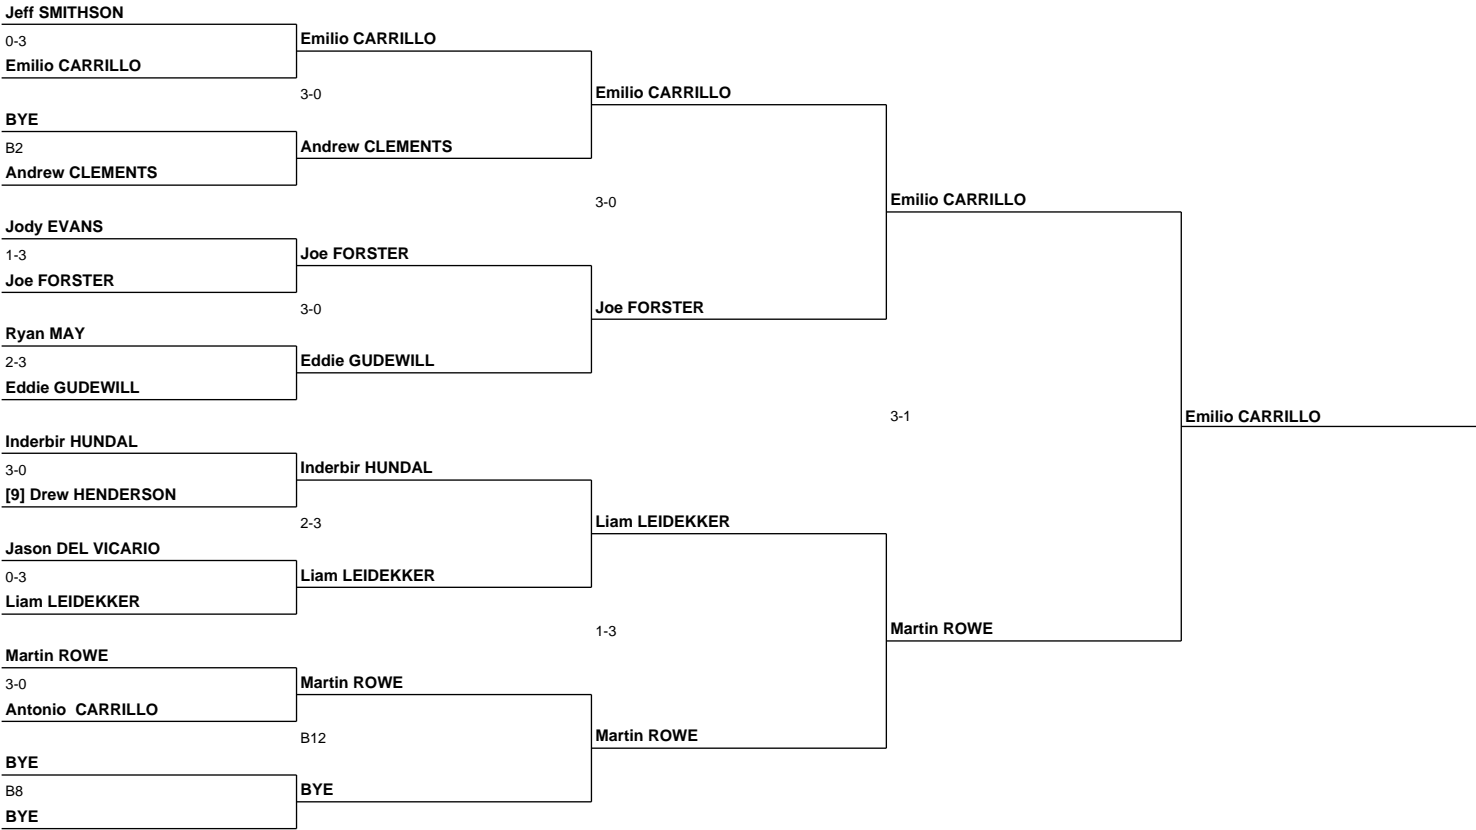 Jeff SMITHSON
0-3
Emilio CARRILLO
Emilio CARRILLO
3-0
Emilio CARRILLO
BYE
B2
Andrew CLEMENTS
Andrew CLEMENTS
3-0
Emilio CARRILLO
Jody EVANS
1-3
Joe FORSTER
Joe FORSTER
3-0
Joe FORSTER
Ryan MAY
2-3
Eddie GUDEWILL
Eddie GUDEWILL
3-1
Emilio CARRILLO
Inderbir HUNDAL
3-0
Inderbir HUNDAL
[9] Drew HENDERSON
2-3
Liam LEIDEKKER
Jason DEL VICARIO
0-3
Liam LEIDEKKER
Liam LEIDEKKER
1-3
Martin ROWE
Martin ROWE
3-0
Martin ROWE
Antonio  CARRILLO
B12
Martin ROWE
BYE
B8
BYE
BYE